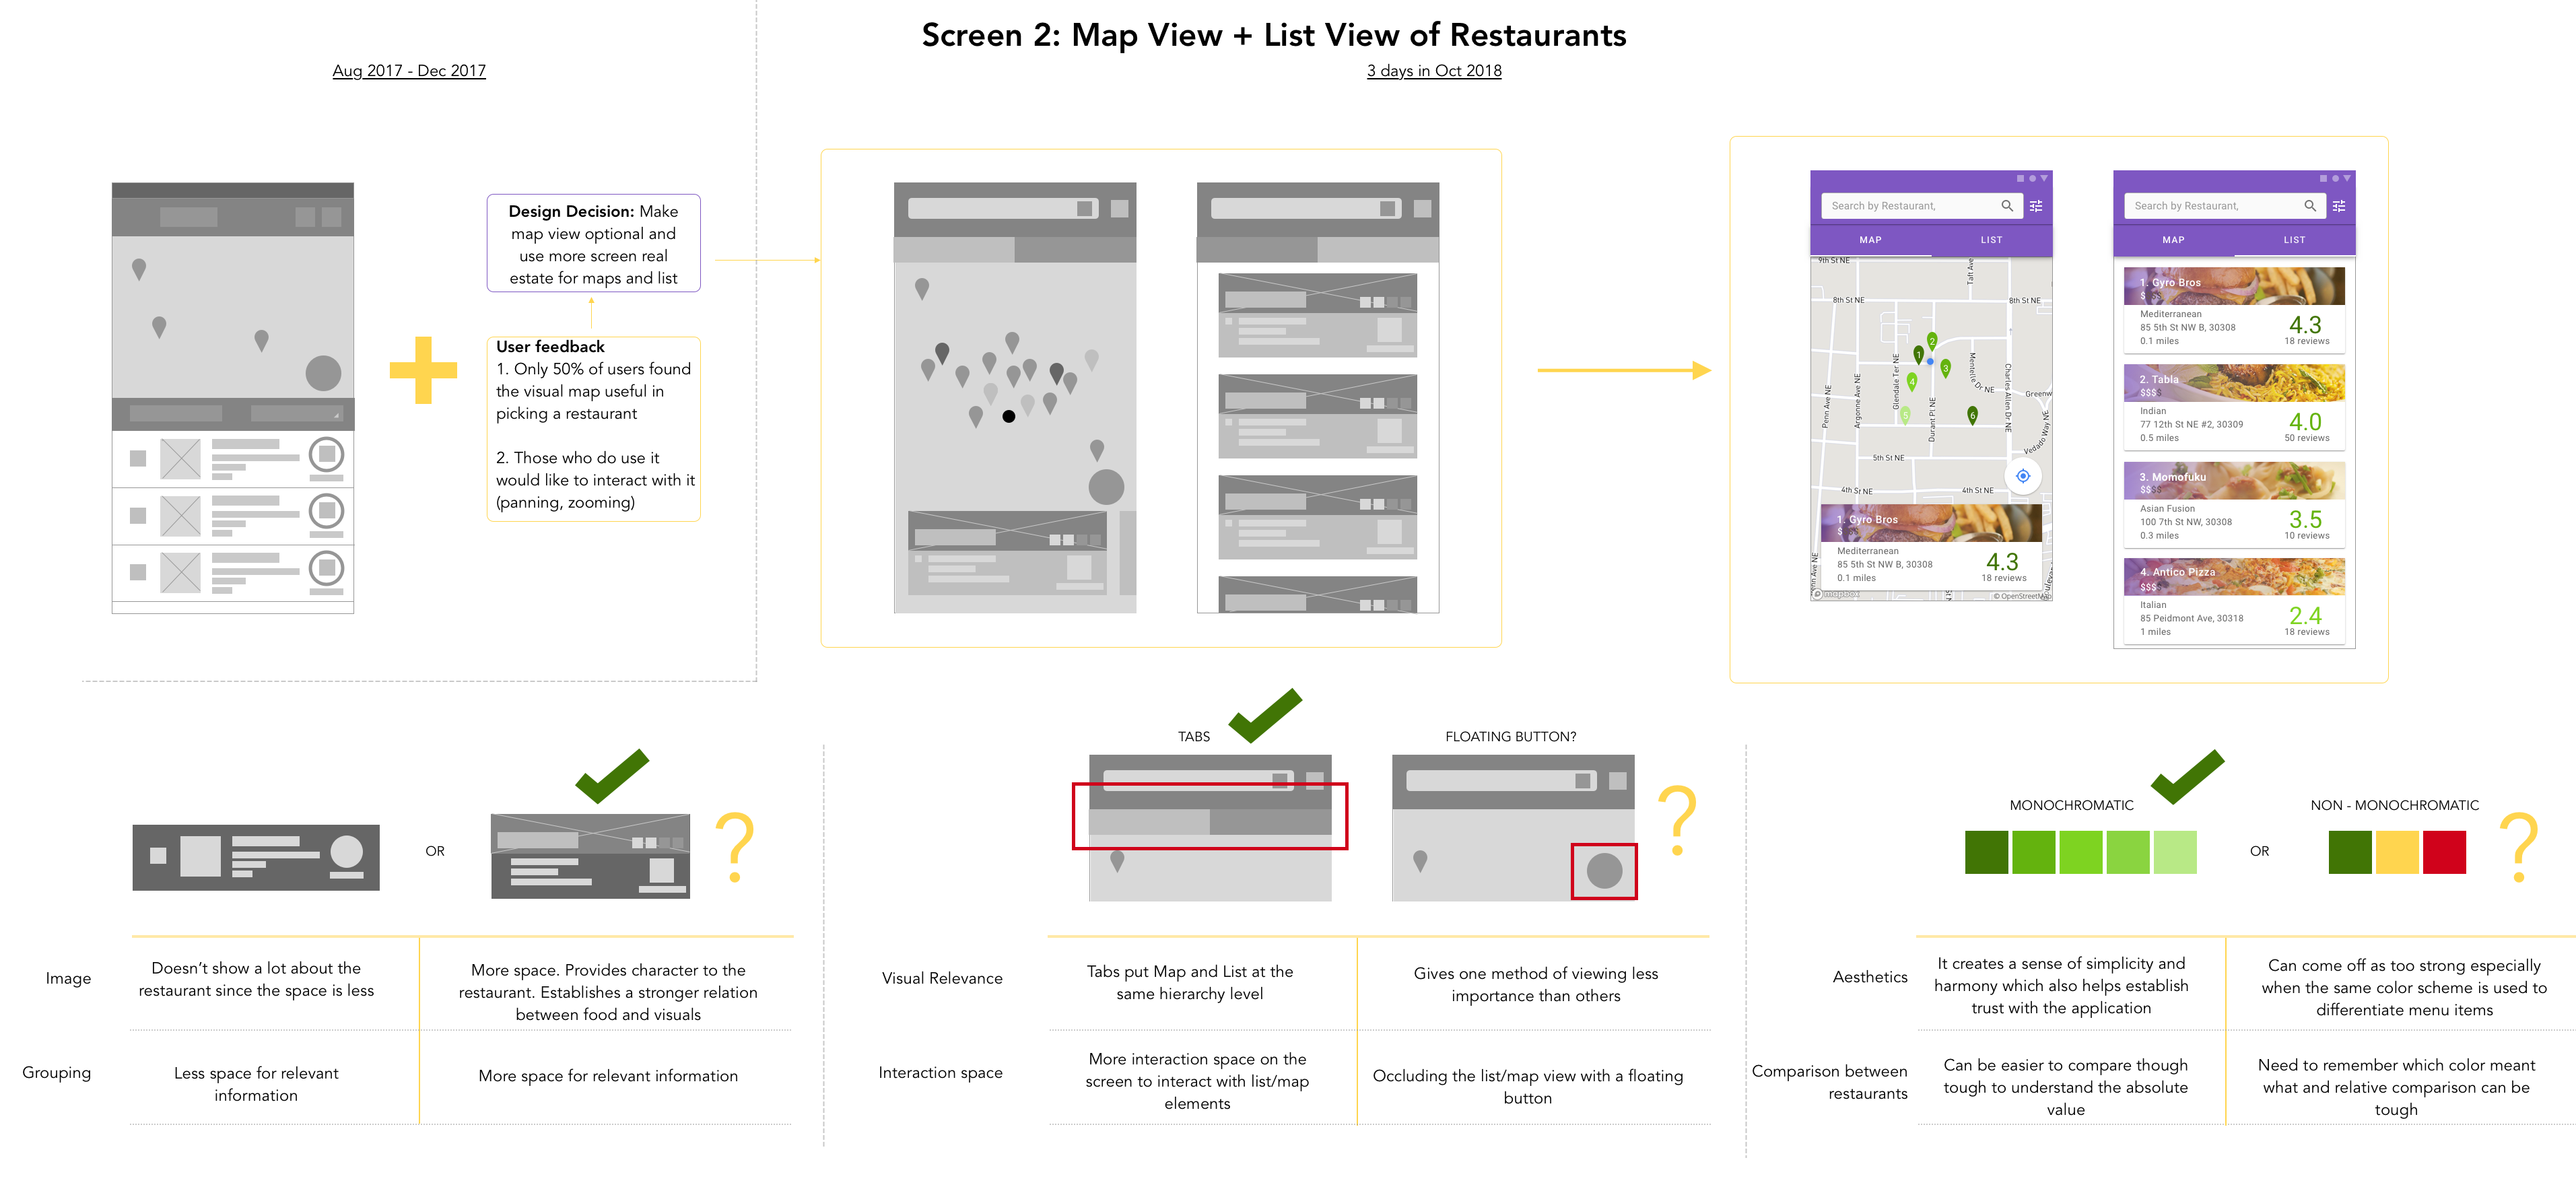 Screen 2: Map View + List View of Restaurants
Aug 2017 - Dec 2017
3 days in Oct 2018
Design Decision: Make
map view optional and
use more screen real
estate for maps and list
User feedback
1. Only 50% of users found
the visual map useful in
picking a restaurant
2. Those who do use it
would like to interact with it
(panning, zooming)
Search by Restaurant,
MAP
LIST
9th St NE
Taft Ave
8th St NE
8th St NE
2
1
3
4
5
6
Glendale Ter NE
Mentelle Dr NE
Charles Allen Dr NE
Greenw
Penn Ave NE
Argonne Ave NE
Durant Pl NE
Vedado Way NE
5th St NE
4th St NE
4th St NE
1. Gyro Bros
$
Mediterranean
85 5th St NW B, 30308
0.1 miles
4.3
18 reviews
mapbox
© OpenStreetMap
Search by Restaurant,
MAP
LIST
1. Gyro Bros
$
Mediterranean
85 5th St NW B, 30308
0.1 miles
4.3
18 reviews
2. Tabla
$$$$
Indian
77 12th St NE #2, 30309
0.5 miles
4.0
50 reviews
3. Momofuku
$$$$
Asian Fusion
100 7th St NW, 30308
0.3 miles
3.5
10 reviews
4. Antico Pizza
$$$
Italian
85 Peidmont Ave, 30318
1 miles
2.4
18 reviews
OR
?
Image
Doesn’t show a lot about the
restaurant since the space is less
More space. Provides character to the
restaurant. Establishes a stronger relation
between food and visuals
Grouping
Less space for relevant
information
More space for relevant information
TABS
FLOATING BUTTON?
?
Visual Relevance
Tabs put Map and List at the
same hierarchy level
Gives one method of viewing less
importance than others
Interaction space
More interaction space on the
screen to interact with list/map
elements
Occluding the list/map view with a floating
button
MONOCHROMATIC
NON - MONOCHROMATIC
OR
?
Aesthetics
It creates a sense of simplicity and
harmony which also helps establish
trust with the application
Can come off as too strong especially
when the same color scheme is used to
differentiate menu items
Comparison between
restaurants
Can be easier to compare though
tough to understand the absolute
value
Need to remember which color meant
what and relative comparison can be
tough